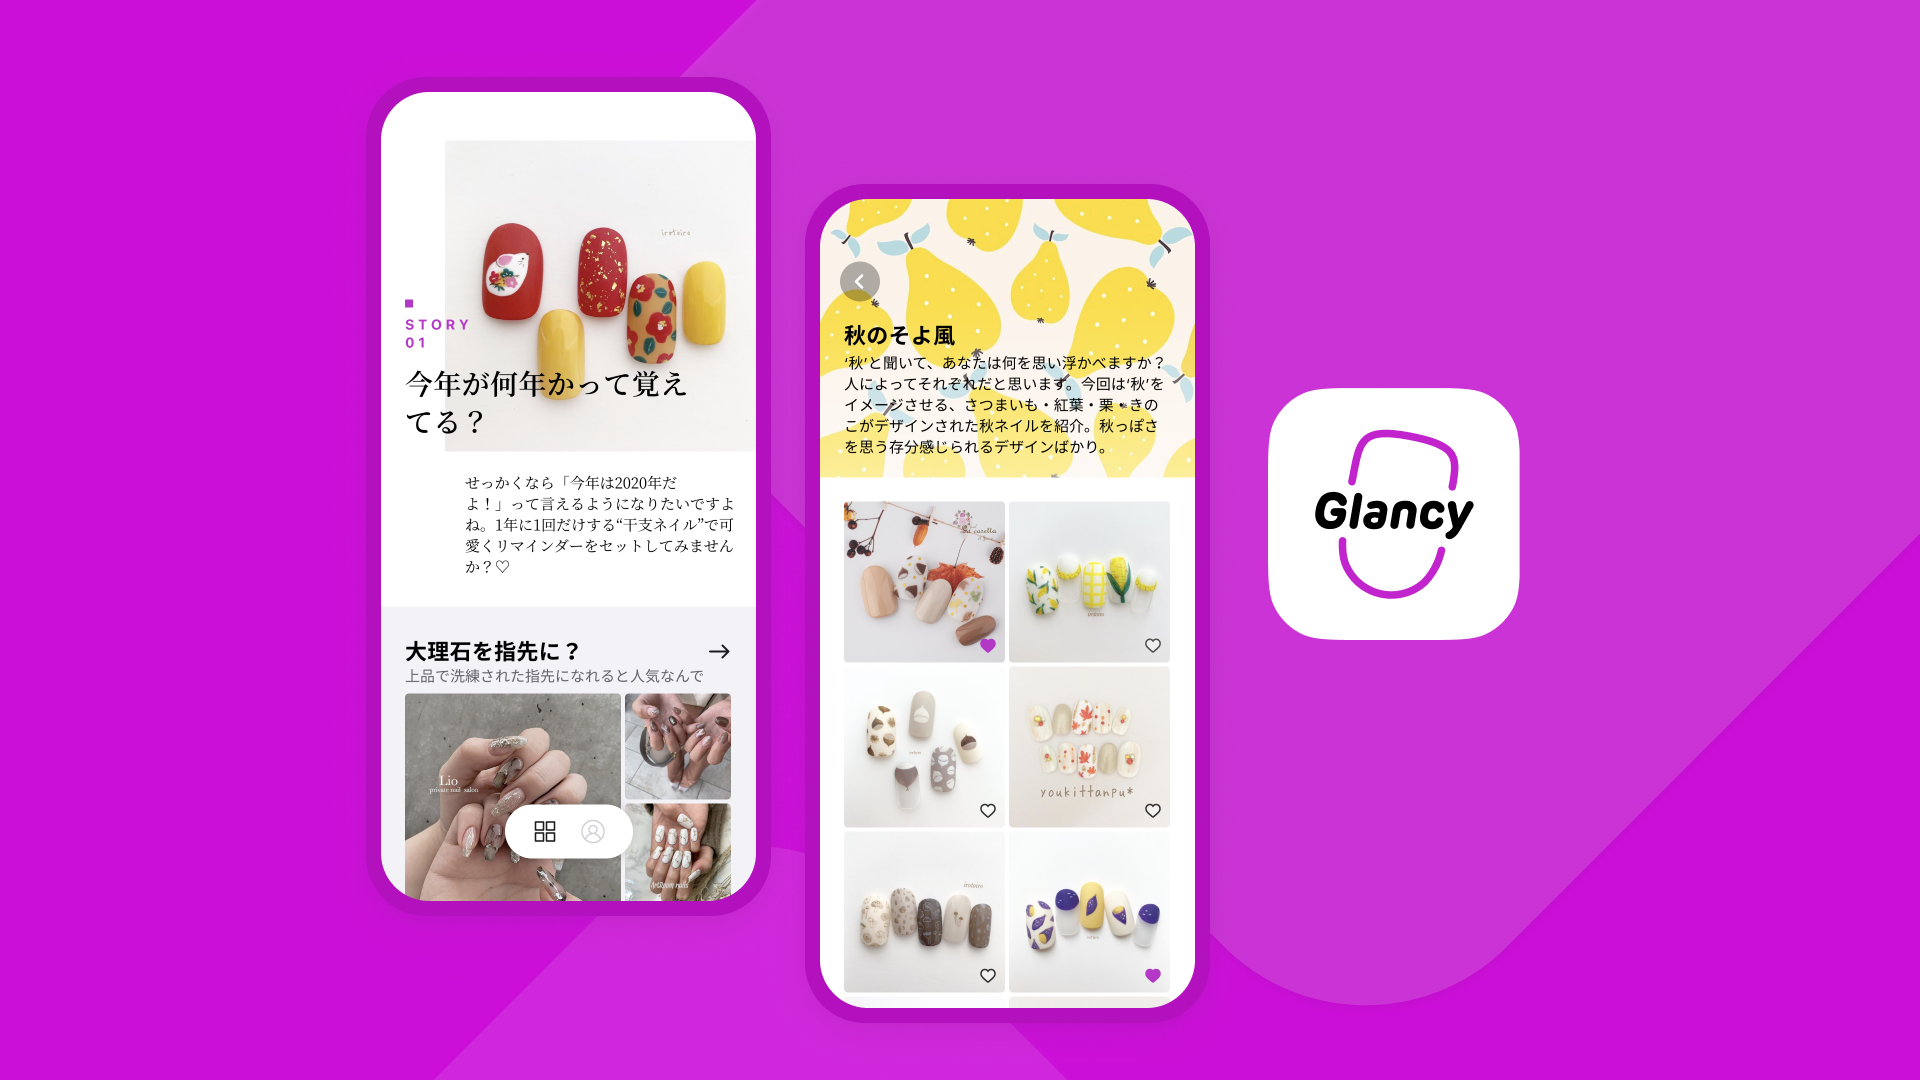 irotoiro
STORY
01
今年が何年かって覚え
てる？
せっかくなら「今年は2020年だ
よ！」って言えるようになりたいですよ
ね。1年に1回だけする“干支ネイル”で可
愛くリマインダーをセットしてみません
か？♡
大理石を指先に？
上品で洗練された指先になれると人気なんで
Lio
private nail salon
ArtRoom nails
秋のそよ風
‘秋’と聞いて、あなたは何を思い浮かべますか？
人によってそれぞれだと思います。今回は‘秋’を
イメージさせる、さつまいも・紅葉・栗・きの
こがデザインされた秋ネイルを紹介。秋っぽさ
を思う存分感じられるデザインばかり。
irotoiro
youkittanpu*
irotoiro
Glancy